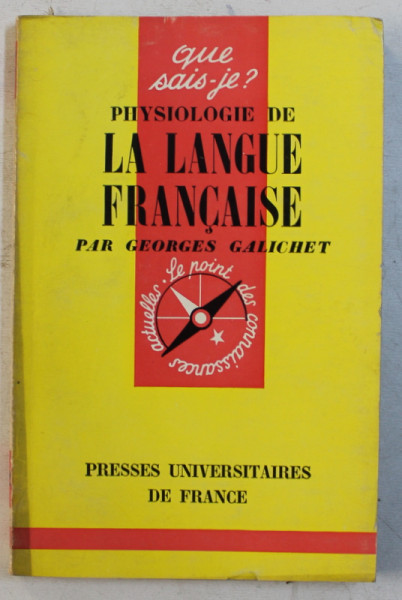 que
sais-je?
PHYSIOLOGIE DE
LA LANGUE
FRANÇAISE
PAR GEORGES GALICHET
Le point des connaissances actuelles.
PRESSES UNIVERSITAIRES
DE FRANCE